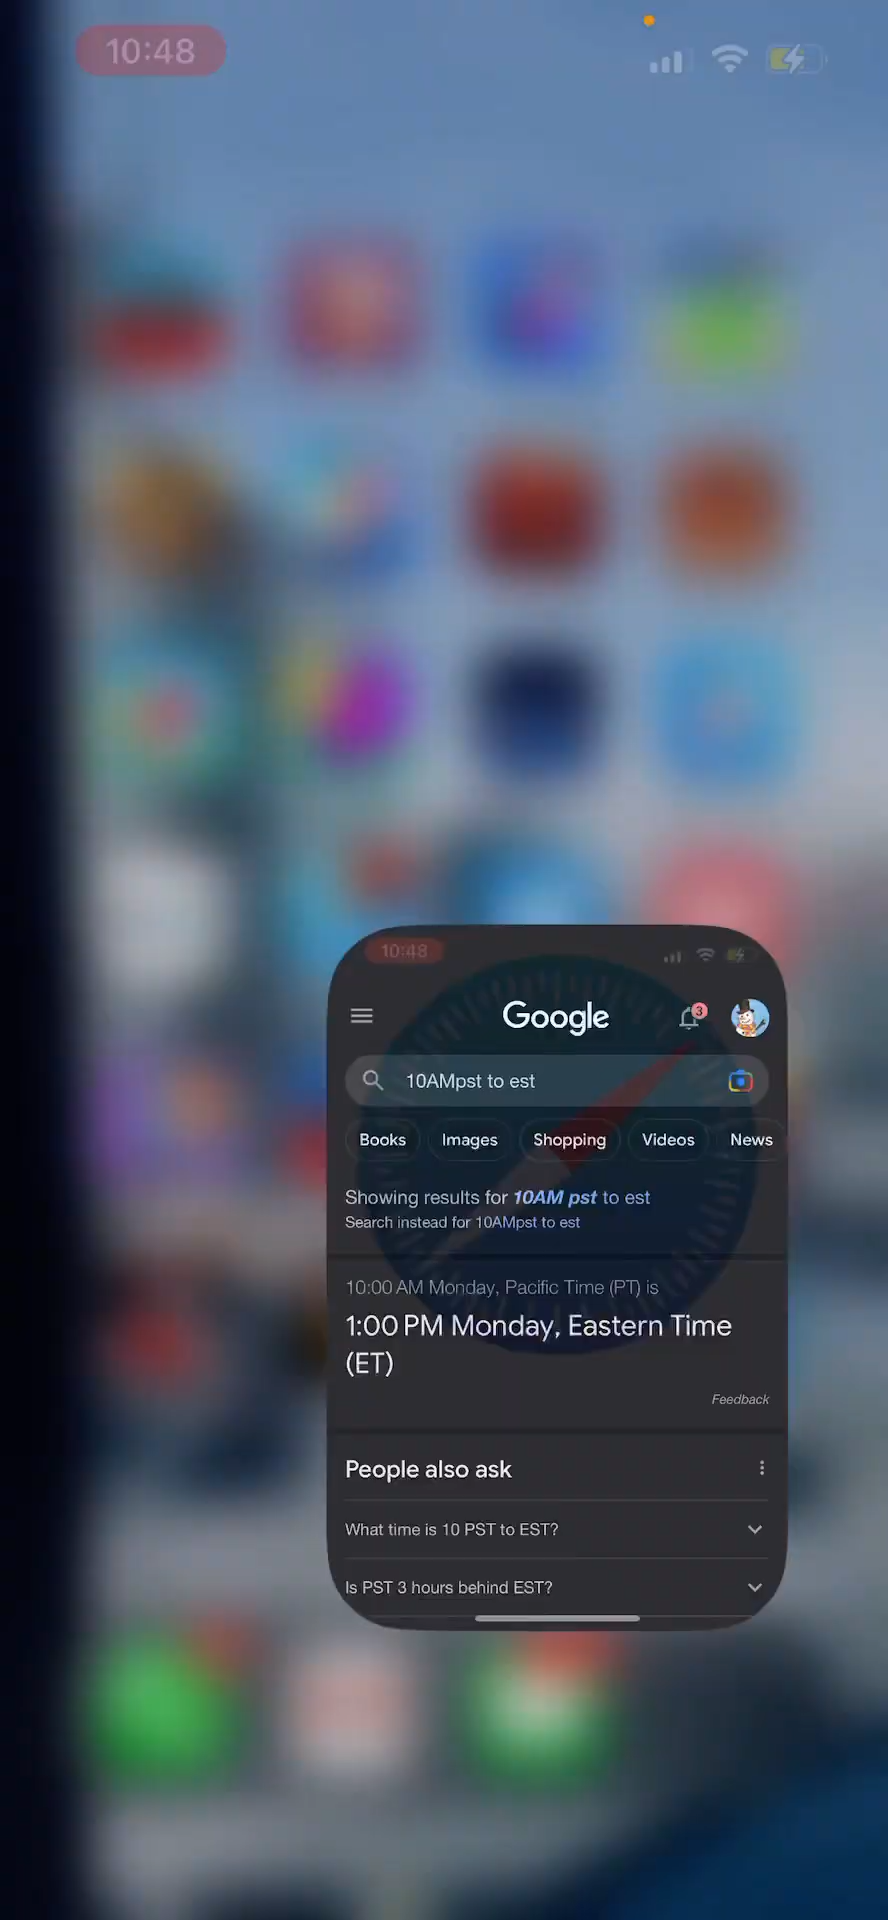 10:48
10:48
Google
3
10AMpst to est
Books Images Shopping Videos News
Showing results for 10AM pst to est
Search instead for 10AMpst to est
10:00 AM Monday, Pacific Time (PT) is
1:00 PM Monday, Eastern Time
(ET)
Feedback
People also ask
What time is 10 PST to EST?
Is PST 3 hours behind EST?